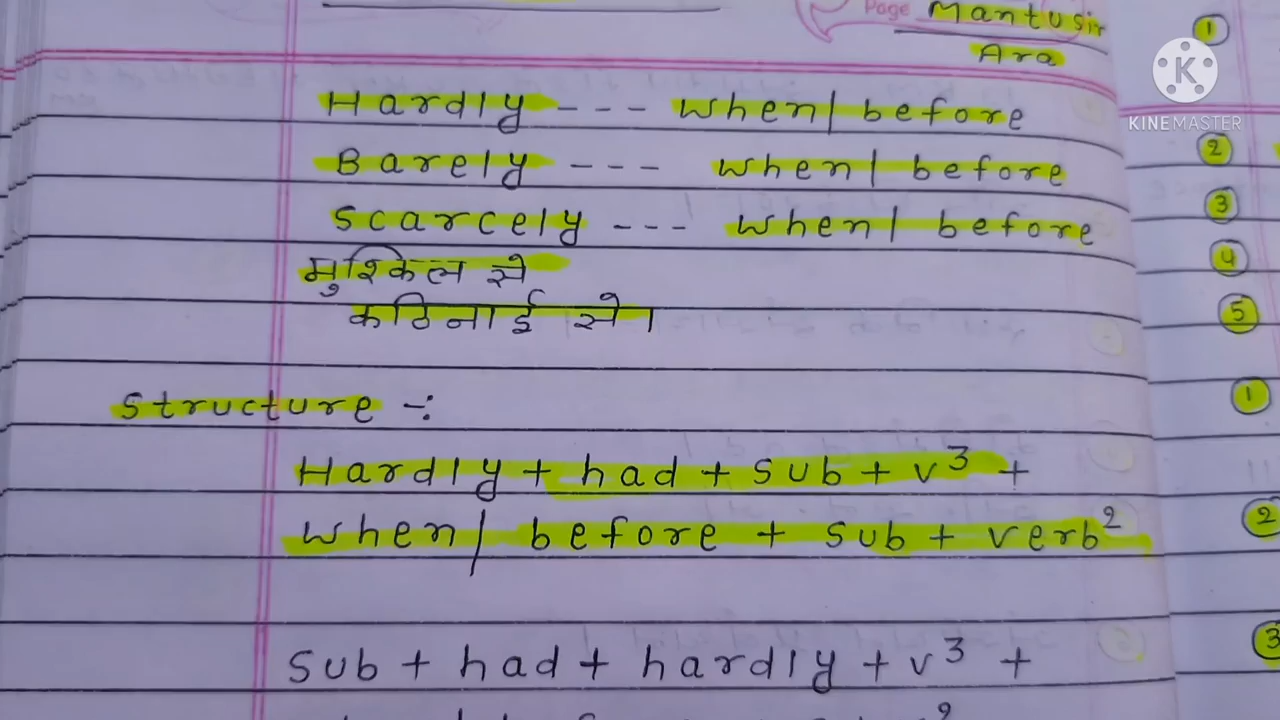 Page Mantu sir
Ara
KINEMASTER
Hardly --- when/before
Barely --- when/before
Scarcely --- when/before
मुश्किल से
कठिनाई से।
Structure -:
Hardly + had + sub + v³ +
when/before + sub + verb²
Sub + had + hardly + v³ +
1
2
3
4
5
1
2
3